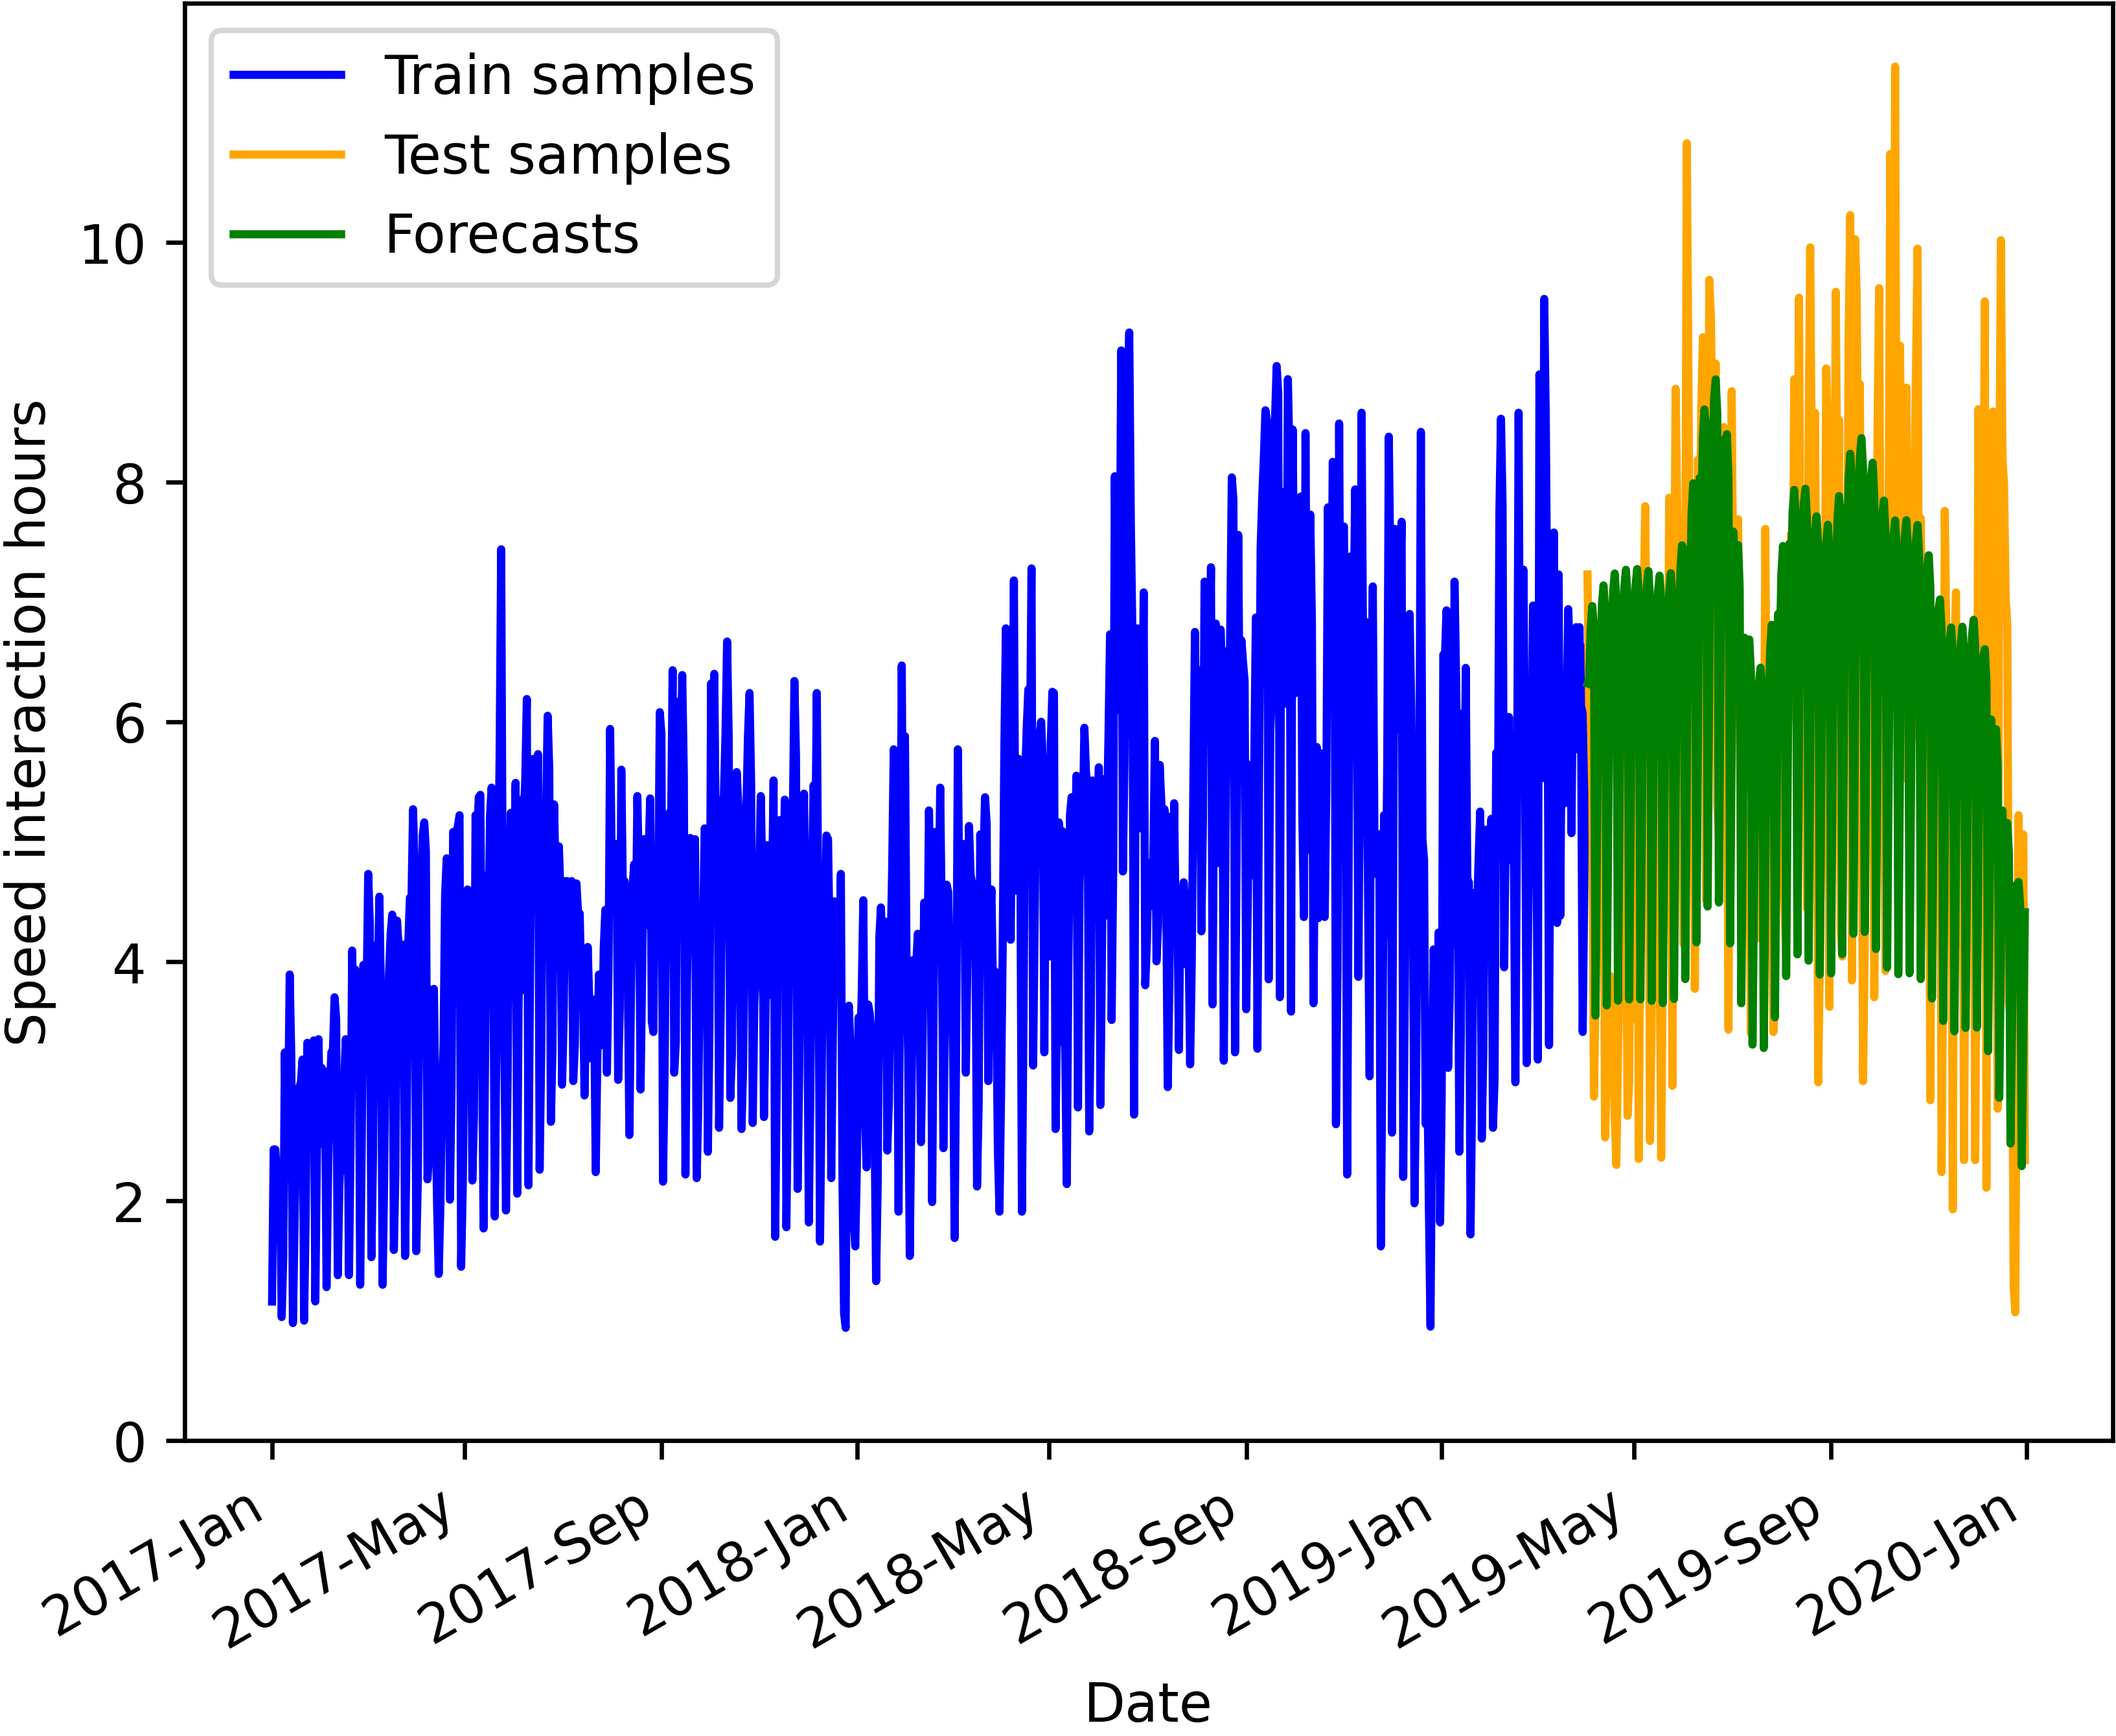 Train samples
Test samples
Forecasts
10
8
6
4
2
0
Speed interaction hours
2017-Jan
2017-May
2017-Sep
2018-Jan
2018-May
2018-Sep
2019-Jan
2019-May
2019-Sep
2020-Jan
Date